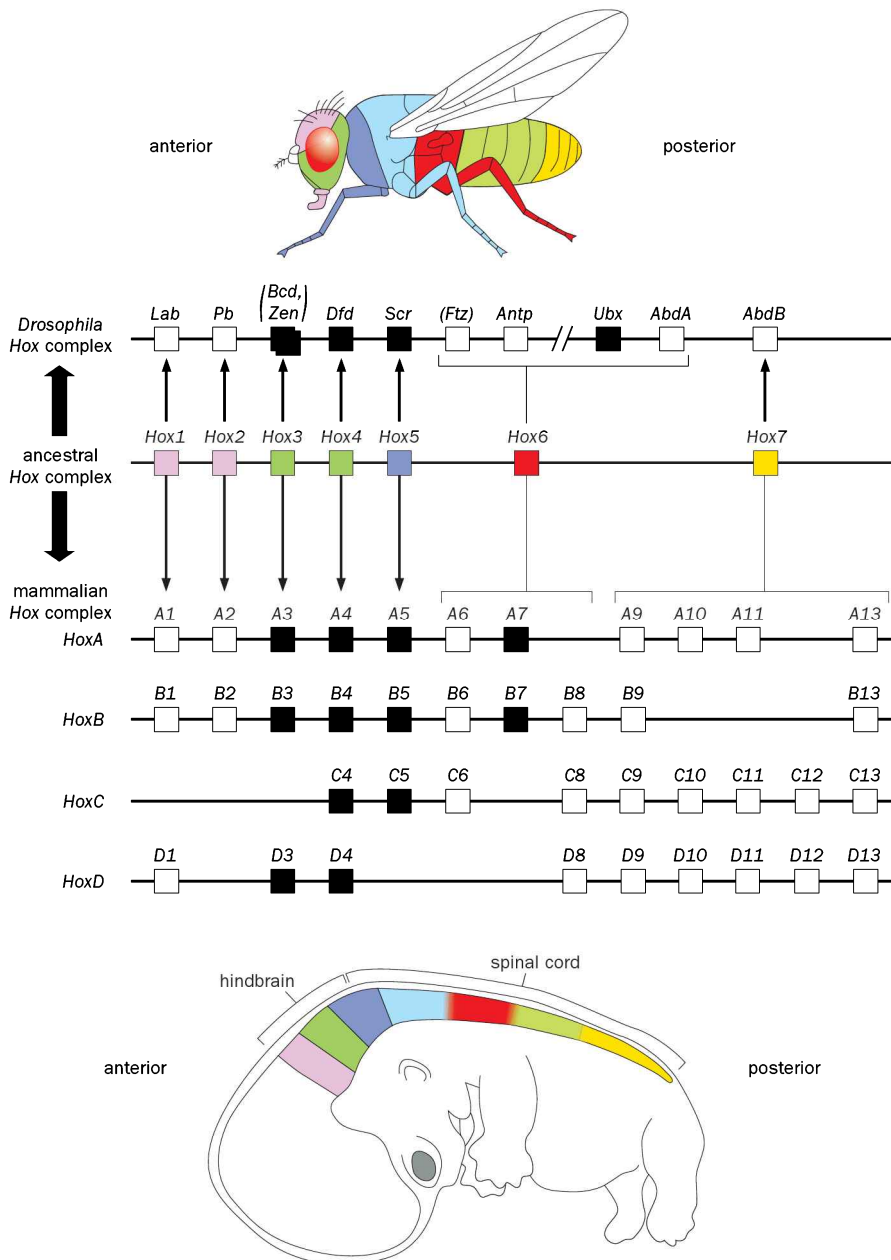 anterior
posterior
(Bcd,
Zen)
Lab Pb Dfd Scr (Ftz) Antp Ubx AbdA AbdB
Drosophila
Hox complex
//
Hox1 Hox2 Hox3 Hox4 Hox5 Hox6 Hox7
ancestral
Hox complex
mammalian
Hox complex
A1 A2 A3 A4 A5 A6 A7 A9 A10 A11 A13
HoxA
B1 B2 B3 B4 B5 B6 B7 B8 B9 B13
HoxB
C4 C5 C6 C8 C9 C10 C11 C12 C13
HoxC
D1 D3 D4 D8 D9 D10 D11 D12 D13
HoxD
spinal cord
hindbrain
anterior
posterior